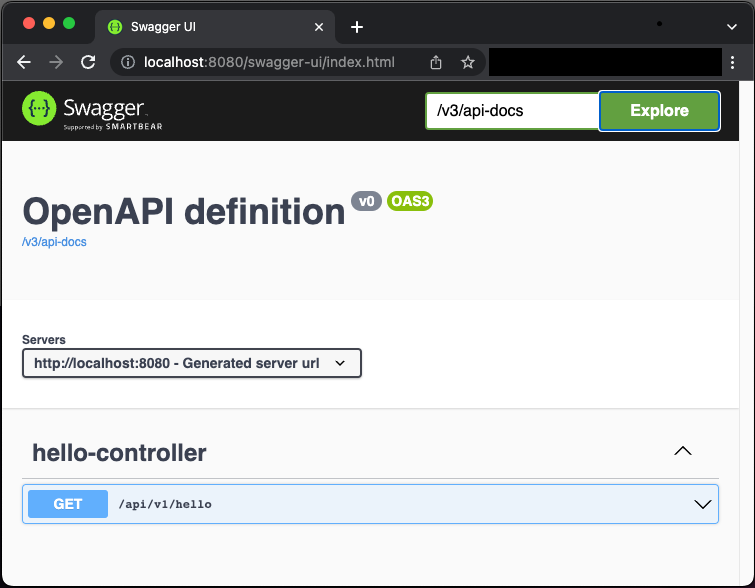 Swagger UI
localhost:8080/swagger-ui/index.html
{···} Swagger
Supported by SMARTBEAR
/v3/api-docs
Explore
OpenAPI definition v0 OAS3
/v3/api-docs
Servers
http://localhost:8080 - Generated server url
hello-controller
GET /api/v1/hello